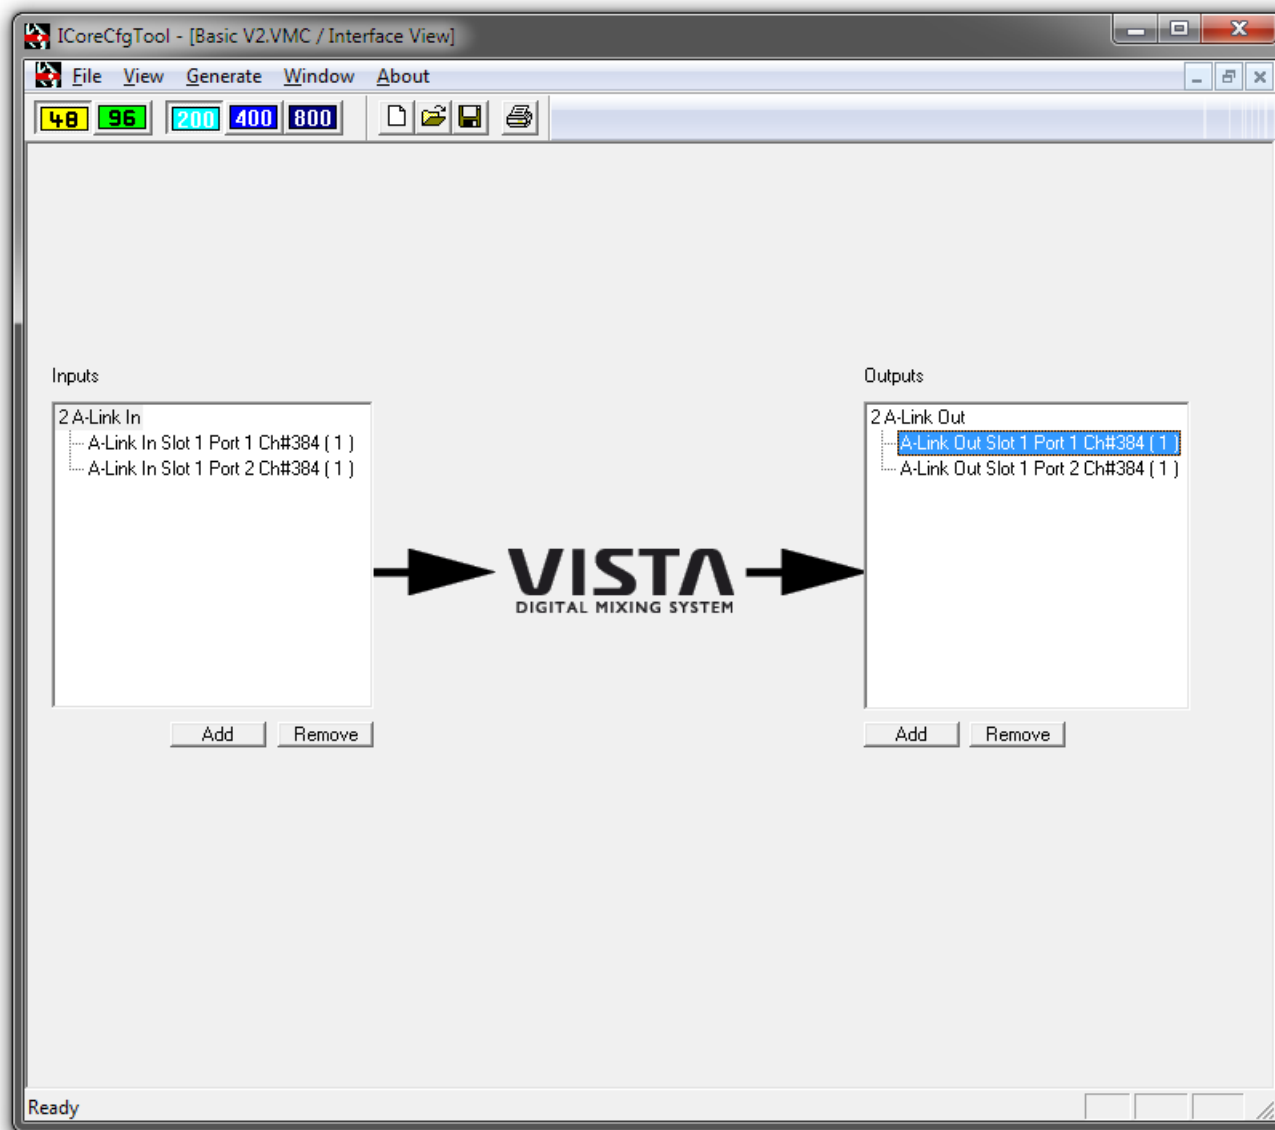 ICoreCfgTool - [Basic V2.VMC / Interface View]
File View Generate Window About
48 96 200 400 800
Inputs
2 A-Link In
A-Link In Slot 1 Port 1 Ch#384 ( 1 )
A-Link In Slot 1 Port 2 Ch#384 ( 1 )
Add Remove
VISTA
DIGITAL MIXING SYSTEM
Outputs
2 A-Link Out
A-Link Out Slot 1 Port 1 Ch#384 ( 1 )
A-Link Out Slot 1 Port 2 Ch#384 ( 1 )
Add Remove
Ready